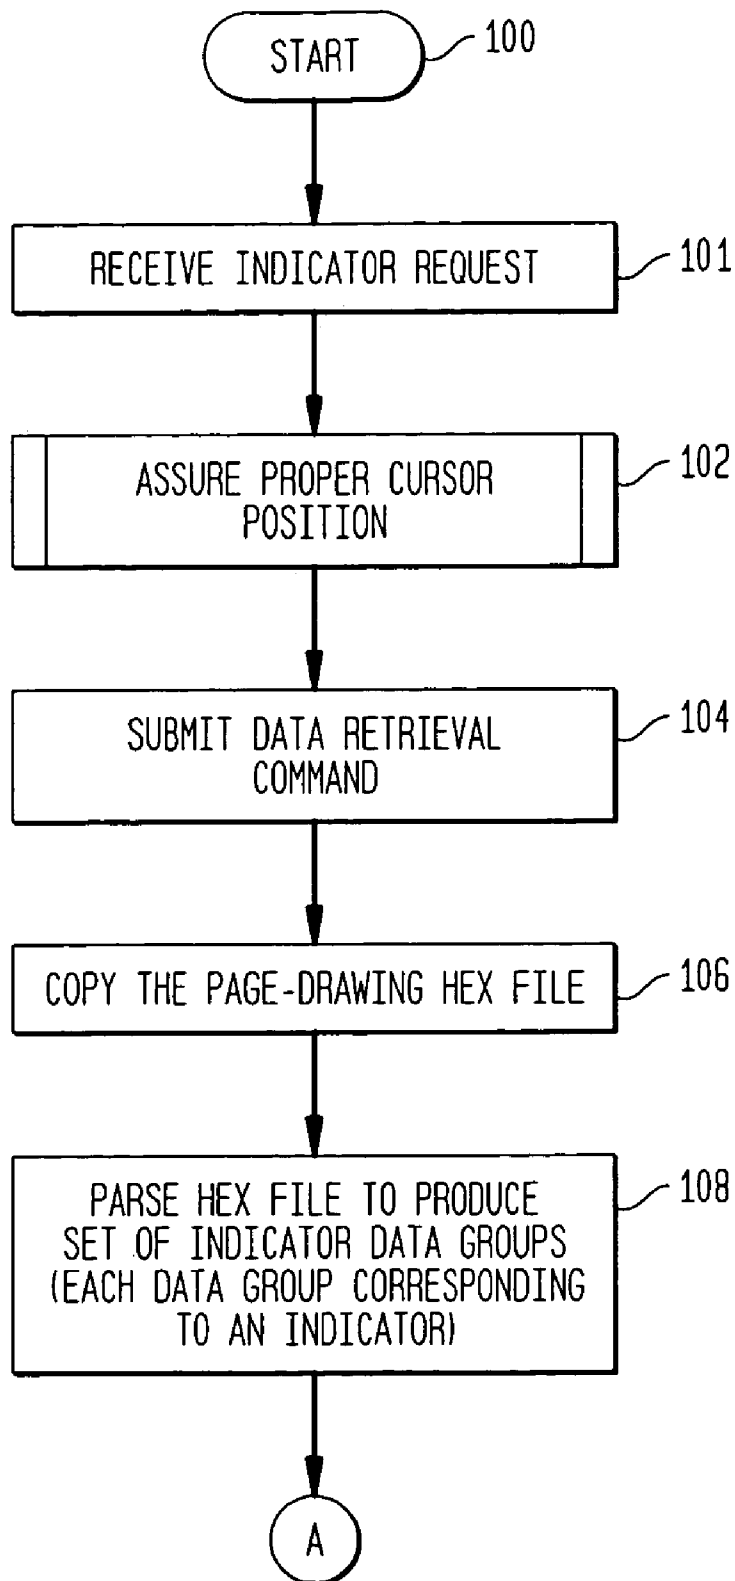 START
100
RECEIVE INDICATOR REQUEST
101
ASSURE PROPER CURSOR
POSITION
102
SUBMIT DATA RETRIEVAL
COMMAND
104
COPY THE PAGE-DRAWING HEX FILE
106
PARSE HEX FILE TO PRODUCE
SET OF INDICATOR DATA GROUPS
(EACH DATA GROUP CORRESPONDING
TO AN INDICATOR)
108
A